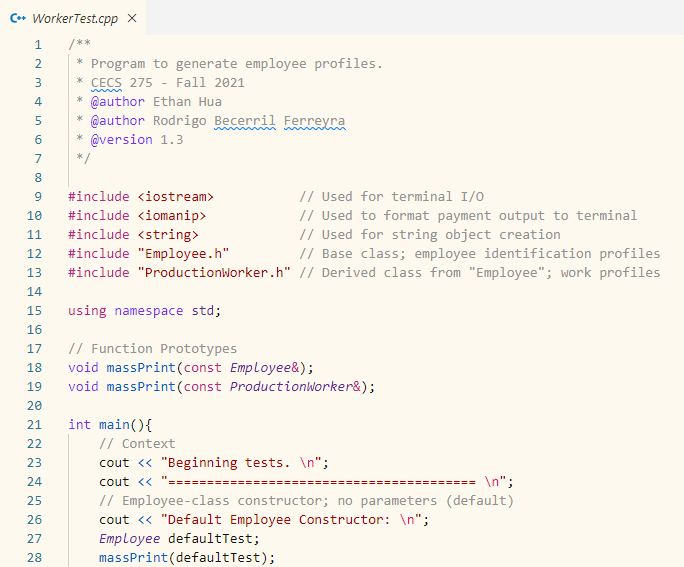 C++ WorkerTest.cpp ×
1 /**
2  * Program to generate employee profiles.
3  * CECS 275 - Fall 2021
4  * @author Ethan Hua
5  * @author Rodrigo Becerril Ferreyra
6  * @version 1.3
7  */
8
9 #include <iostream>           // Used for terminal I/O
10 #include <iomanip>            // Used to format payment output to terminal
11 #include <string>             // Used for string object creation
12 #include "Employee.h"         // Base class; employee identification profiles
13 #include "ProductionWorker.h" // Derived class from "Employee"; work profiles
14
15 using namespace std;
16
17 // Function Prototypes
18 void massPrint(const Employee&);
19 void massPrint(const ProductionWorker&);
20
21 int main(){
22     // Context
23     cout << "Beginning tests. \n";
24     cout << "======================================== \n";
25     // Employee-class constructor; no parameters (default)
26     cout << "Default Employee Constructor: \n";
27     Employee defaultTest;
28     massPrint(defaultTest);